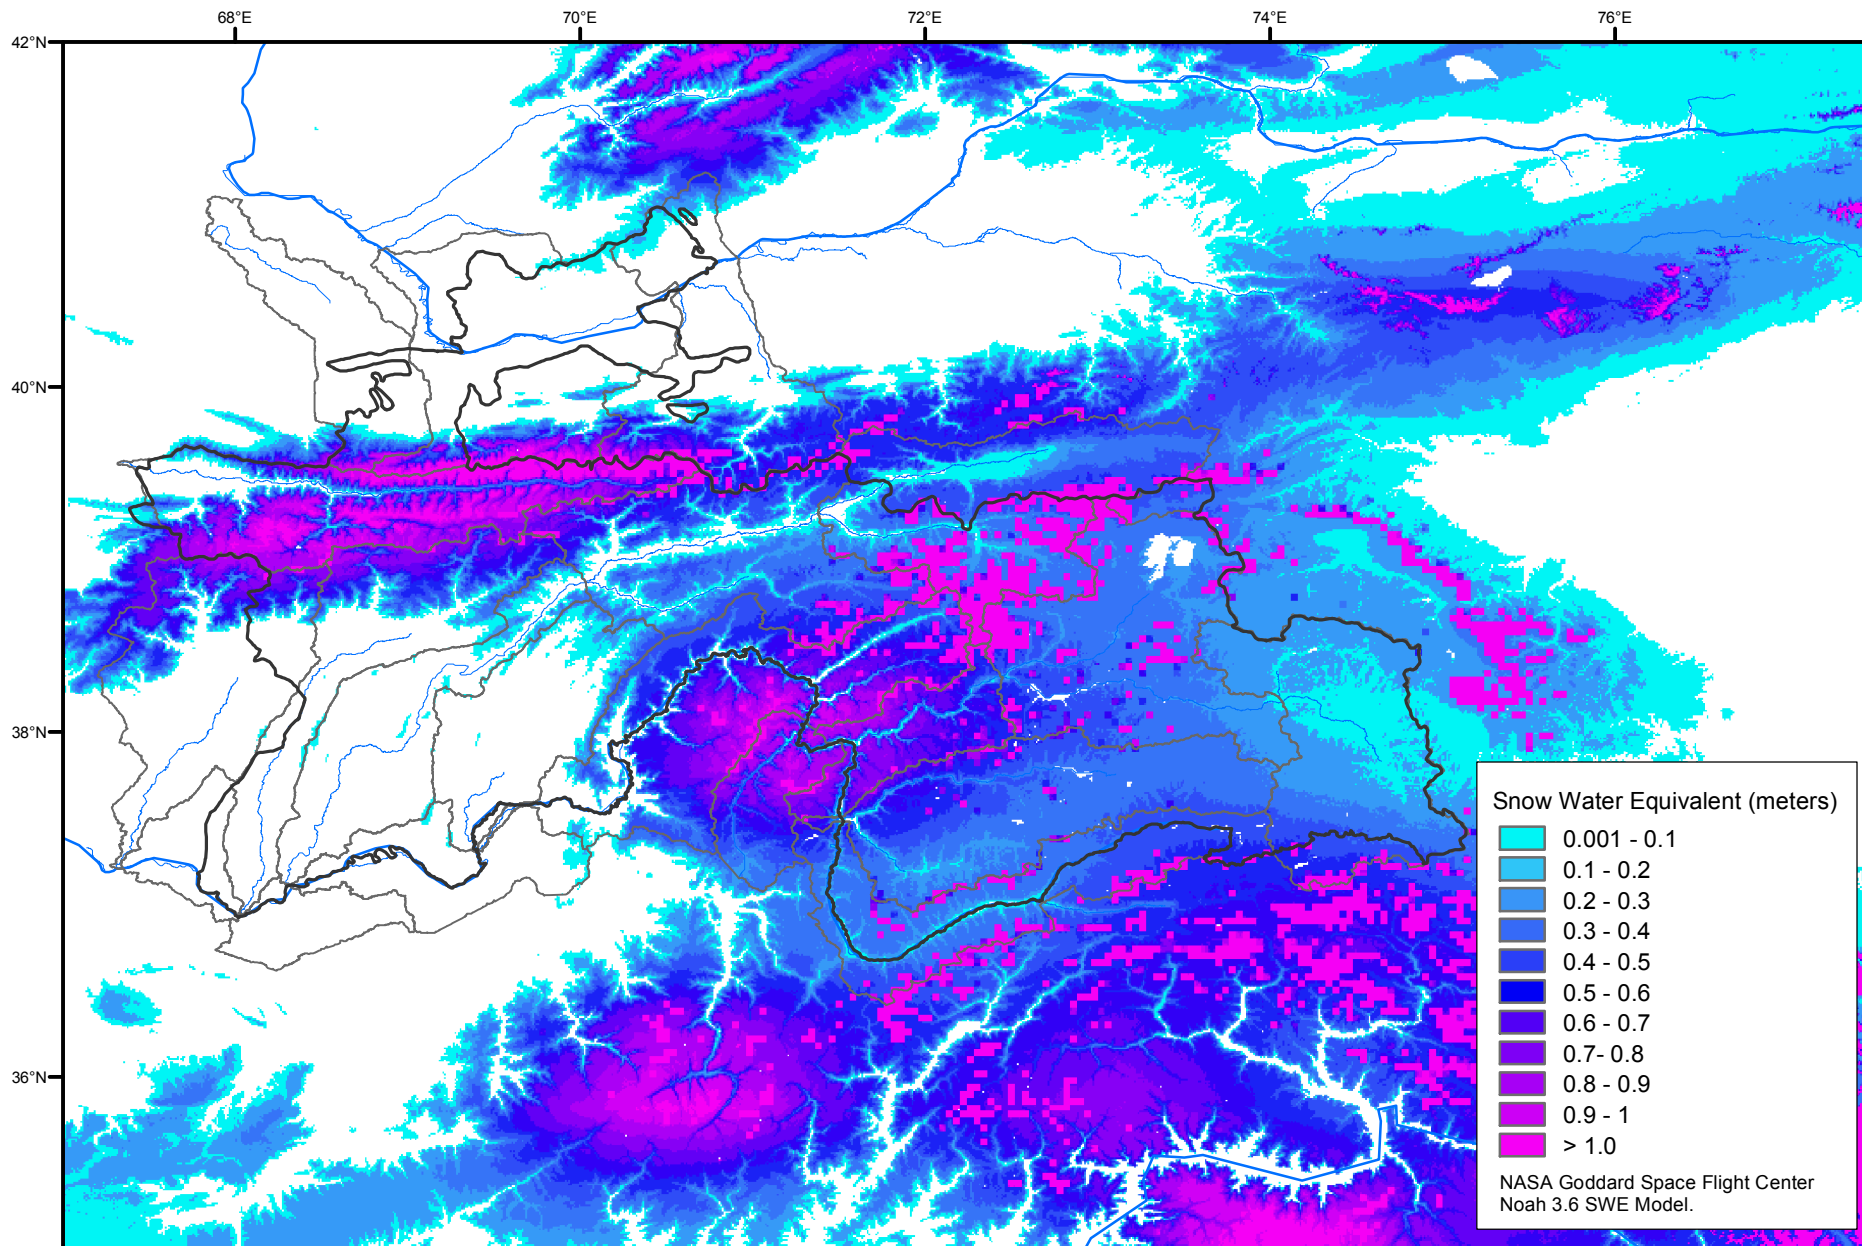 68°E 70°E 72°E 74°E 76°E
42°N
40°N
38°N
36°N
Snow Water Equivalent (meters)
0.001 - 0.1
0.1 - 0.2
0.2 - 0.3
0.3 - 0.4
0.4 - 0.5
0.5 - 0.6
0.6 - 0.7
0.7- 0.8
0.8 - 0.9
0.9 - 1
> 1.0
NASA Goddard Space Flight Center
Noah 3.6 SWE Model.